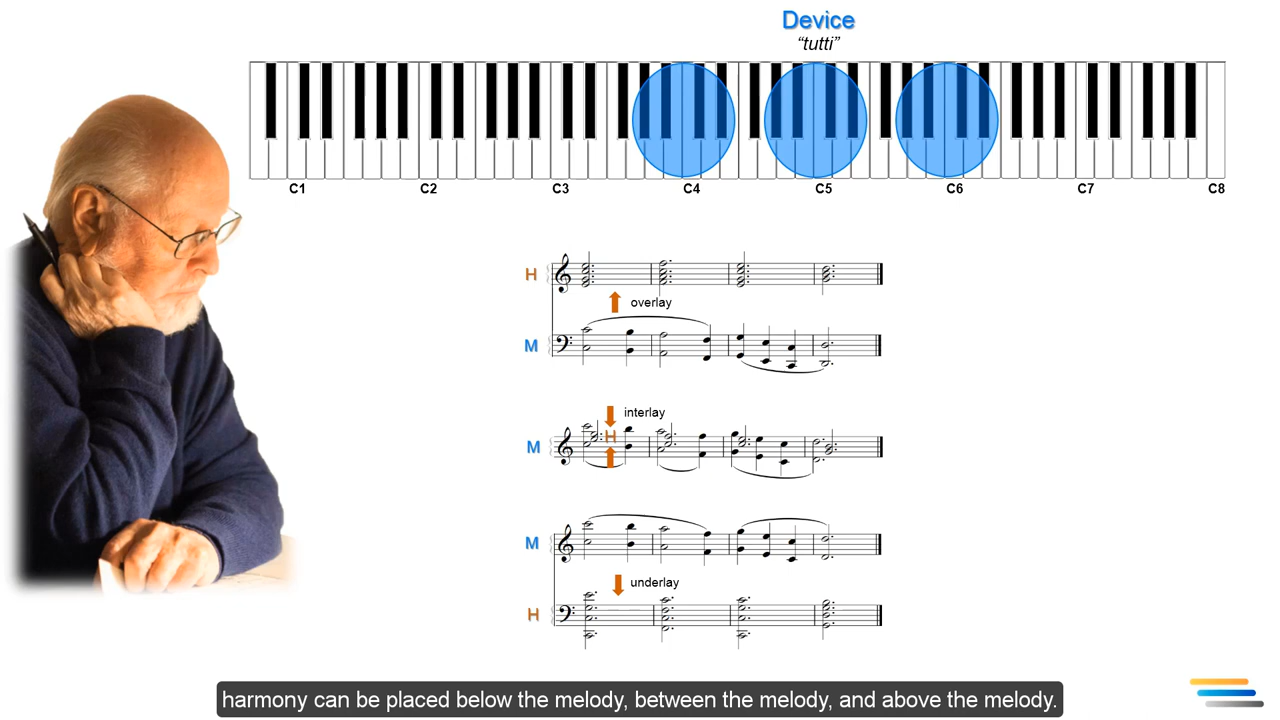 Device
“tutti”
C1 C2 C3 C4 C5 C6 C7 C8
H
overlay
M
interlay
H
M
M
underlay
H
harmony can be placed below the melody, between the melody, and above the melody.